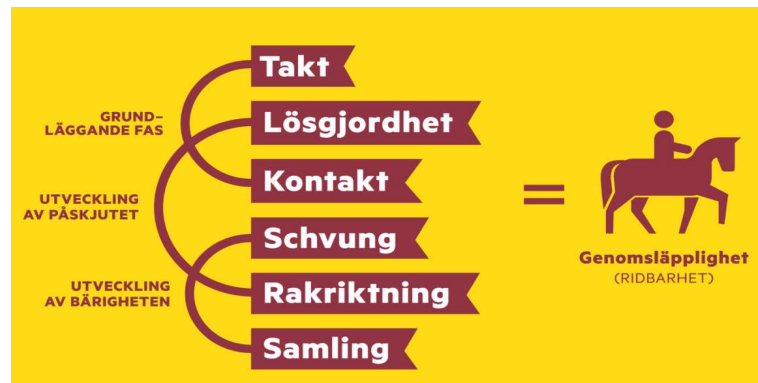 Takt
GRUND-
LÄGGANDE FAS
Lösgjordhet
Kontakt
UTVECKLING
AV PÅSKJUTET
Schvung
UTVECKLING
AV BÄRIGHETEN
Rakriktning
Samling
=
Genomsläpplighet
(RIDBARHET)